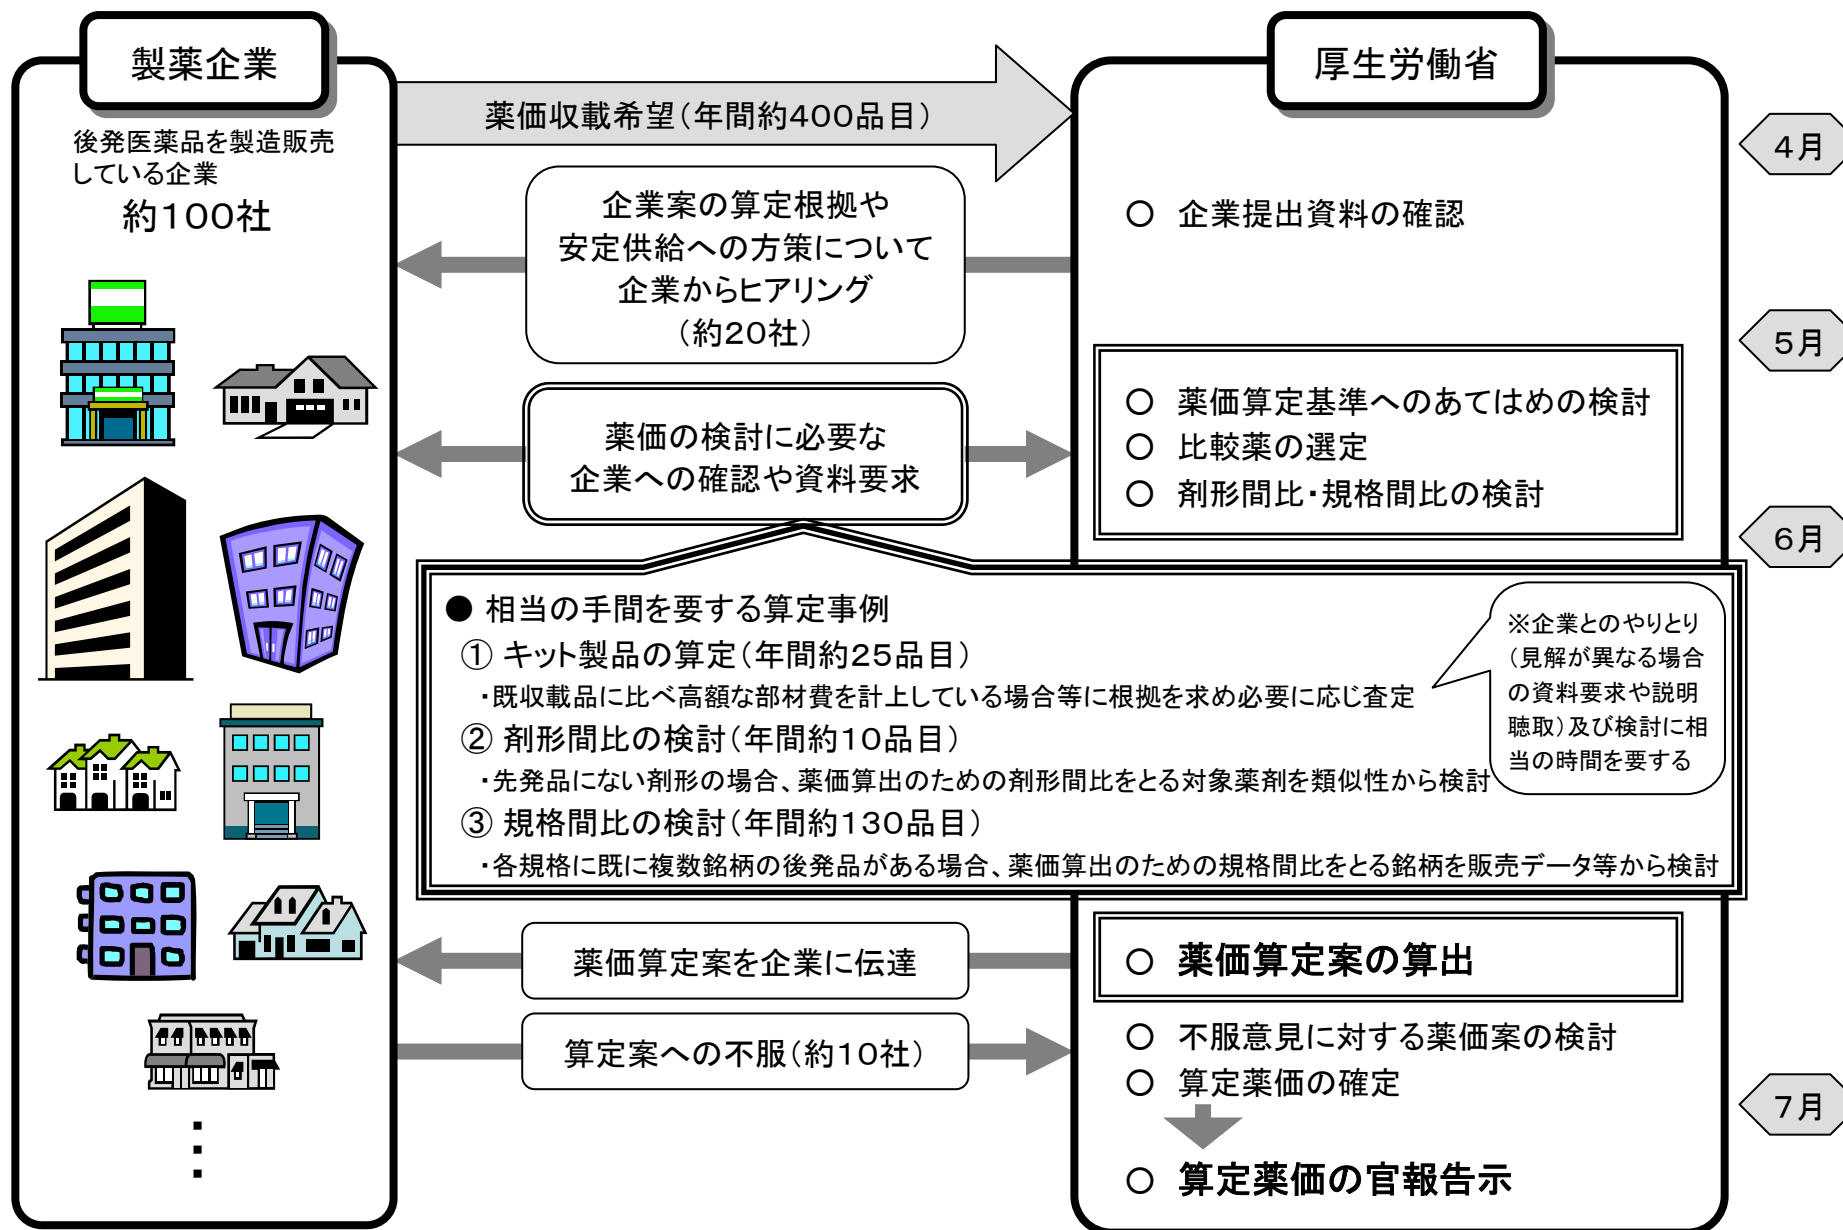 製薬企業
後発医薬品を製造販売
している企業
約100社
薬価収載希望（年間約400品目）
企業案の算定根拠や
安定供給への方策について
企業からヒアリング
（約20社）
薬価の検討に必要な
企業への確認や資料要求
厚生労働省
○ 企業提出資料の確認
○ 薬価算定基準へのあてはめの検討
○ 比較薬の選定
○ 剤形間比・規格間比の検討
4月
5月
6月
● 相当の手間を要する算定事例
① キット製品の算定（年間約25品目）
・既収載品に比べ高額な部材費を計上している場合等に根拠を求め必要に応じ査定
② 剤形間比の検討（年間約10品目）
・先発品にない剤形の場合、薬価算出のための剤形間比をとる対象薬剤を類似性から検討
③ 規格間比の検討（年間約130品目）
・各規格に既に複数銘柄の後発品がある場合、薬価算出のための規格間比をとる銘柄を販売データ等から検討
※企業とのやりとり
（見解が異なる場合
の資料要求や説明
聴取）及び検討に相
当の時間を要する
薬価算定案を企業に伝達
算定案への不服（約10社）
○ 薬価算定案の算出
○ 不服意見に対する薬価案の検討
○ 算定薬価の確定
○ 算定薬価の官報告示
7月